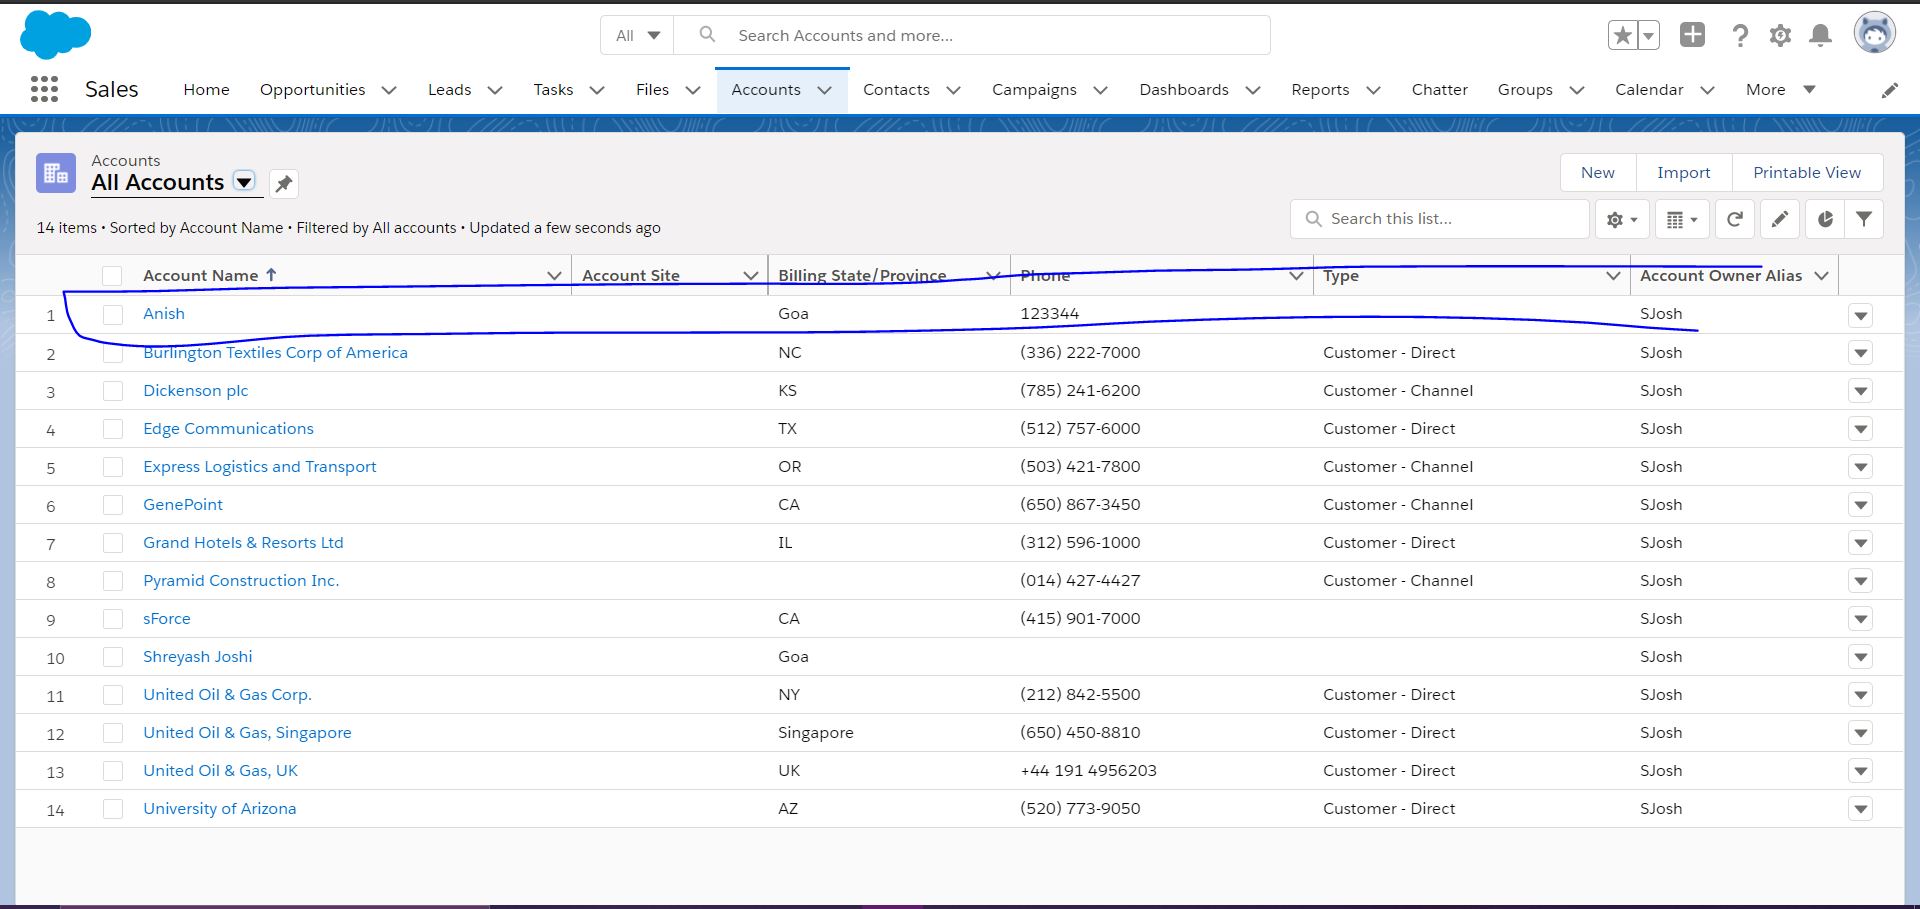 All Search Accounts and more...
Sales Home Opportunities Leads Tasks Files Accounts Contacts Campaigns Dashboards Reports Chatter Groups Calendar More
Accounts
All Accounts
New Import Printable View
14 items • Sorted by Account Name • Filtered by All accounts • Updated a few seconds ago
Search this list...
Account Name ↑ Account Site Billing State/Province Phone Type Account Owner Alias
1 Anish Goa 123344 SJosh
2 Burlington Textiles Corp of America NC (336) 222-7000 Customer - Direct SJosh
3 Dickenson plc KS (785) 241-6200 Customer - Channel SJosh
4 Edge Communications TX (512) 757-6000 Customer - Direct SJosh
5 Express Logistics and Transport OR (503) 421-7800 Customer - Channel SJosh
6 GenePoint CA (650) 867-3450 Customer - Channel SJosh
7 Grand Hotels & Resorts Ltd IL (312) 596-1000 Customer - Direct SJosh
8 Pyramid Construction Inc. (014) 427-4427 Customer - Channel SJosh
9 sForce CA (415) 901-7000 SJosh
10 Shreyash Joshi Goa SJosh
11 United Oil & Gas Corp. NY (212) 842-5500 Customer - Direct SJosh
12 United Oil & Gas, Singapore Singapore (650) 450-8810 Customer - Direct SJosh
13 United Oil & Gas, UK UK +44 191 4956203 Customer - Direct SJosh
14 University of Arizona AZ (520) 773-9050 Customer - Direct SJosh